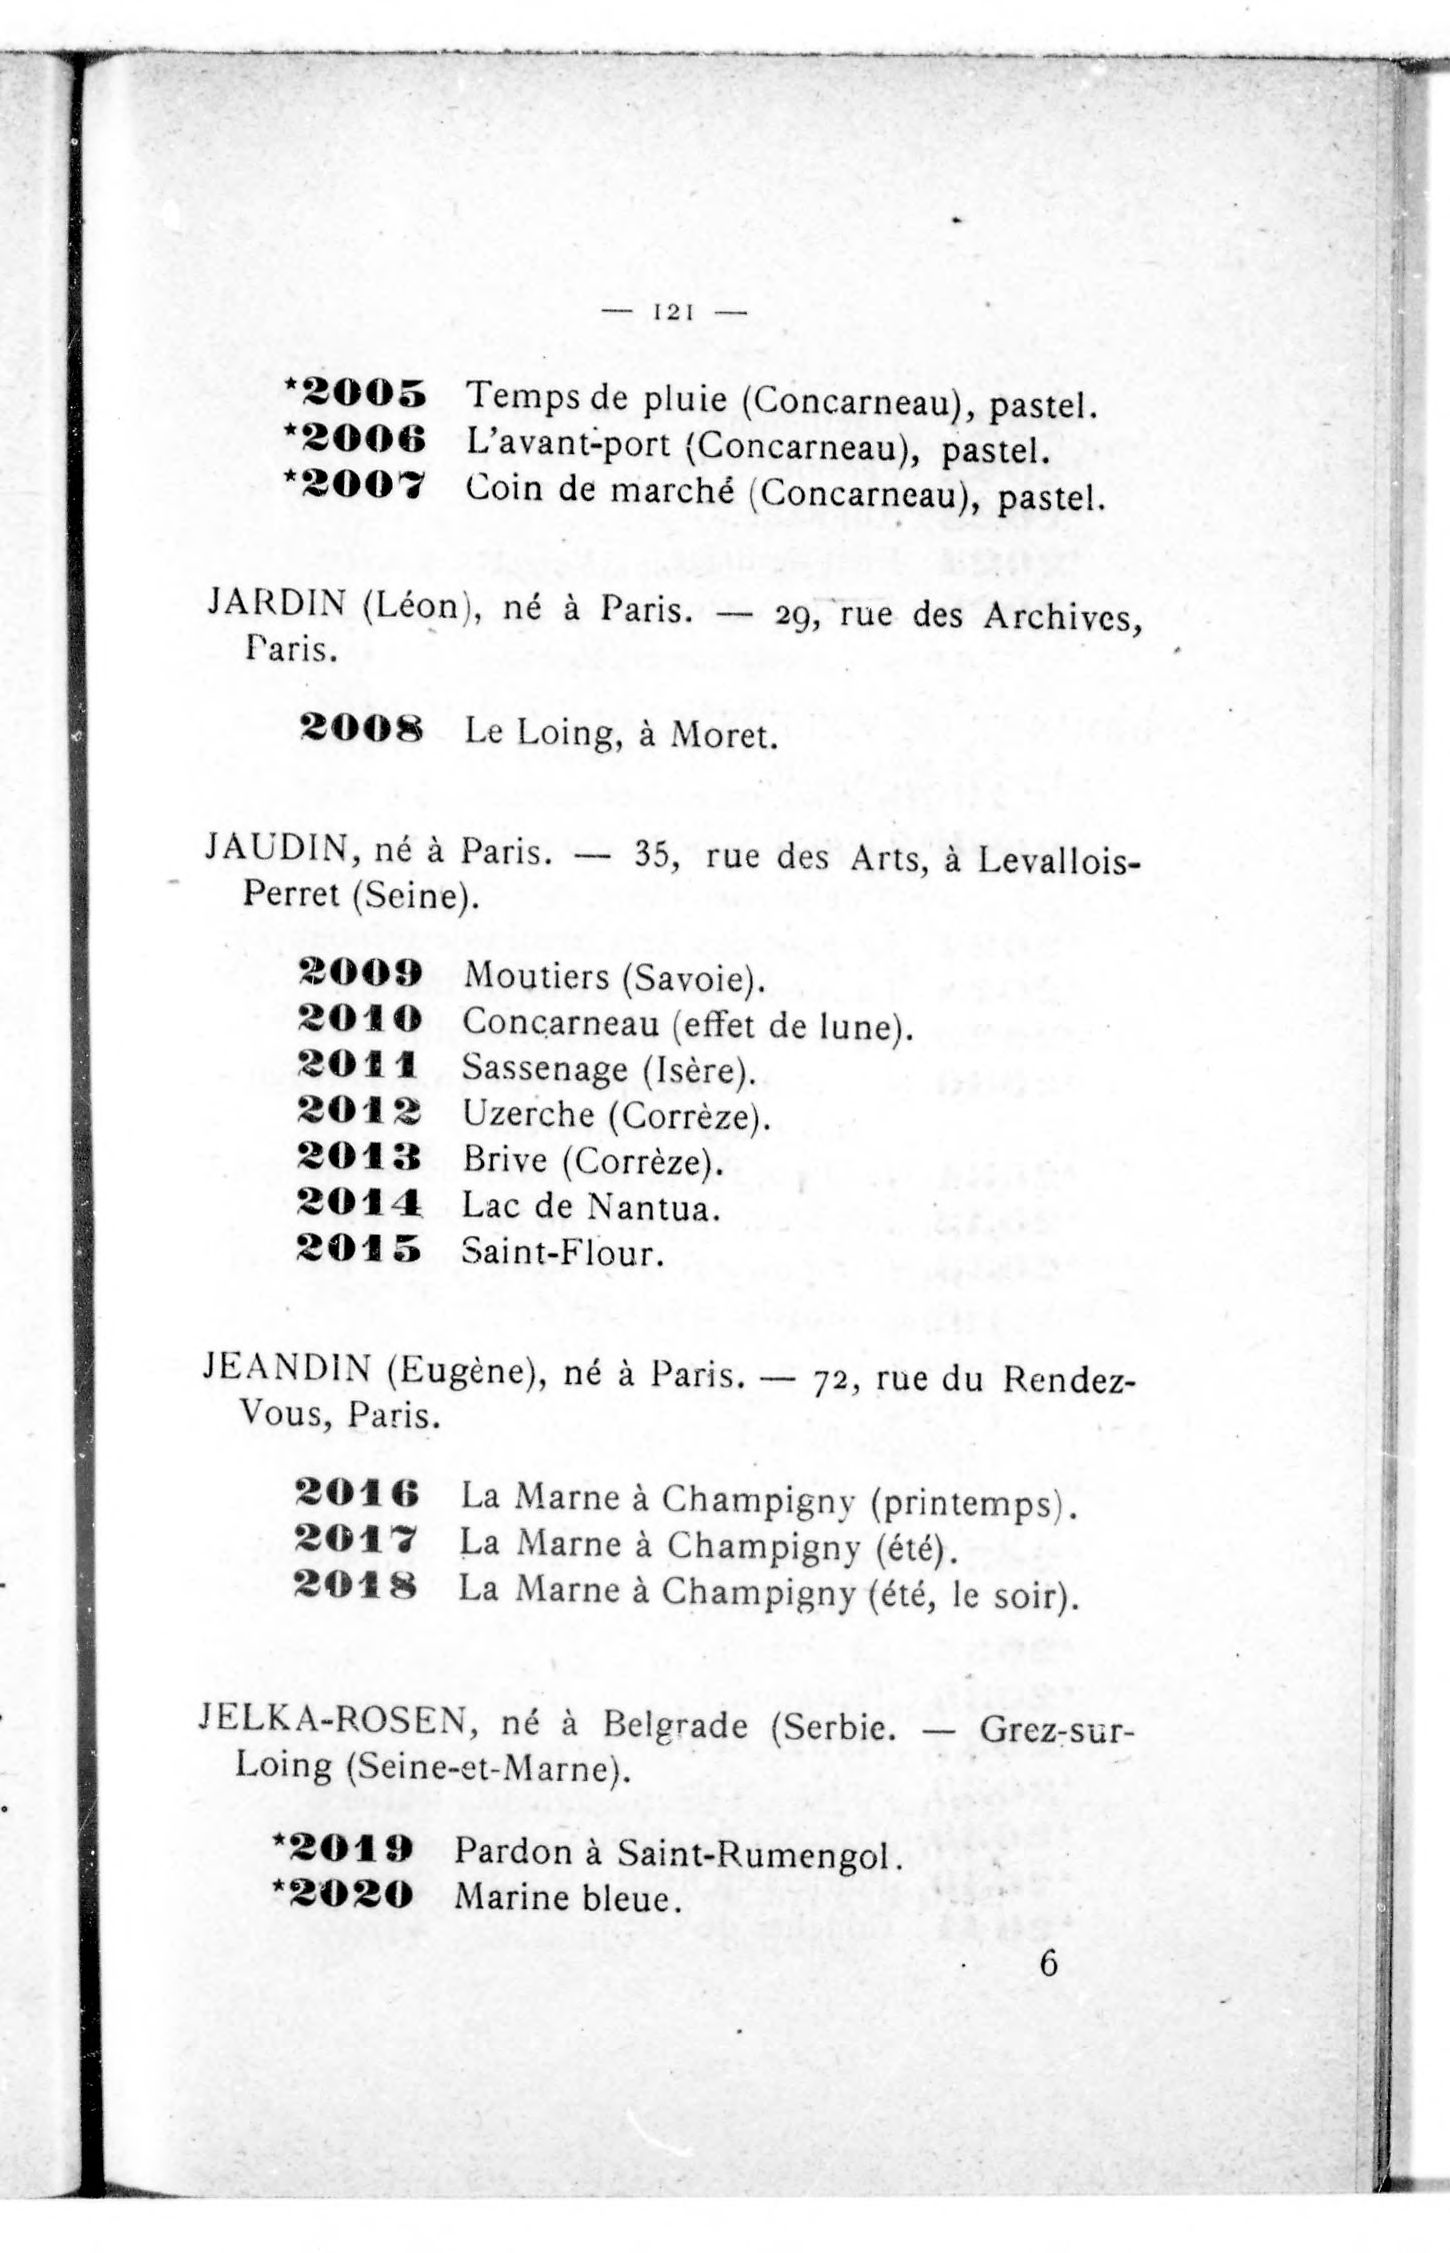 — 121 —
*2005 Temps de pluie (Concarneau), pastel.
*2006 L'avant-port (Concarneau), pastel.
*2007 Coin de marché (Concarneau), pastel.
JARDIN (Léon), né à Paris. — 29, rue des Archives,
Paris.
2008 Le Loing, à Moret.
JAUDIN, né à Paris. — 35, rue des Arts, à Levallois-
Perret (Seine).
2009 Moutiers (Savoie).
2010 Concarneau (effet de lune).
2011 Sassenage (Isère).
2012 Uzerche (Corrèze).
2013 Brive (Corrèze).
2014 Lac de Nantua.
2015 Saint-Flour.
JEANDIN (Eugène), né à Paris. — 72, rue du Rendez-
Vous, Paris.
2016 La Marne à Champigny (printemps).
2017 La Marne à Champigny (été).
2018 La Marne à Champigny (été, le soir).
JELKA-ROSEN, né à Belgrade (Serbie. — Grez-sur-
Loing (Seine-et-Marne).
*2019 Pardon à Saint-Rumengol.
*2020 Marine bleue.
6